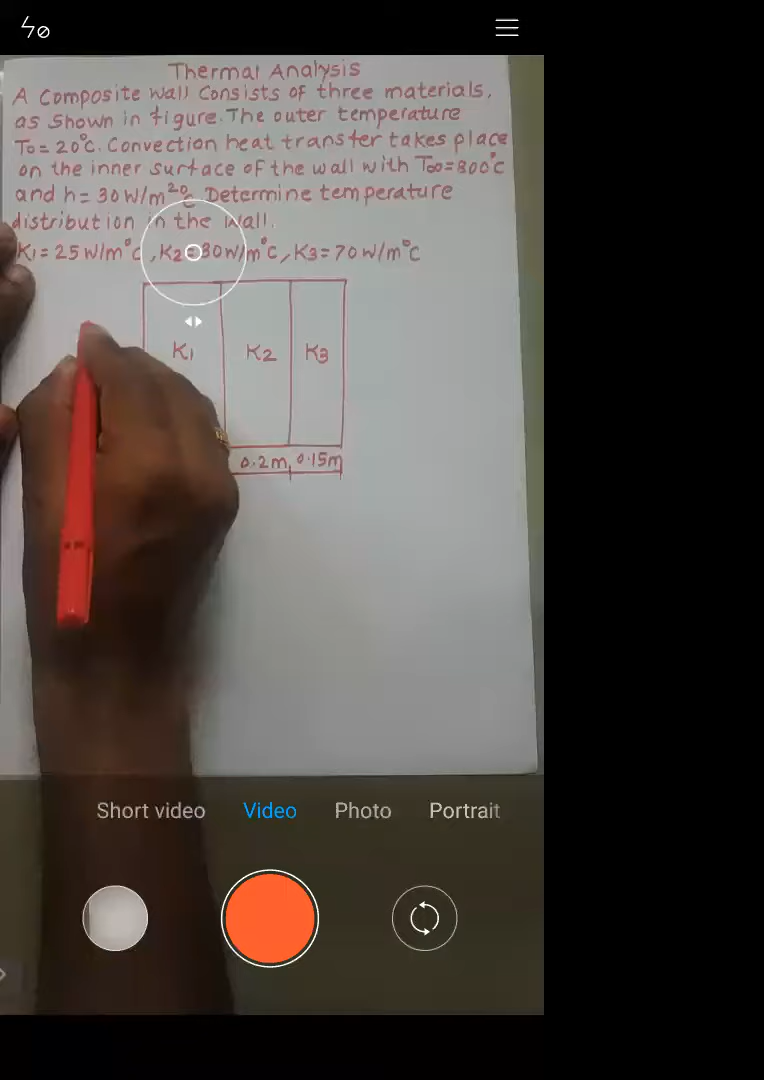 Thermal Analysis
A Composite wall consists of three materials,
as shown in figure. The outer temperature
T₀ = 20°c. Convection heat transfer takes place
on the inner surface of the wall with T∞ = 800°c
and h = 30 W/m²°c Determine temperature
distribution in the wall.
K₁ = 25 W/m°c, K₂ = 30W/m°c, K₃ = 70 W/m°c
K₁ K₂ K₃
0.2m, 0.15m
Short video Video Photo Portrait